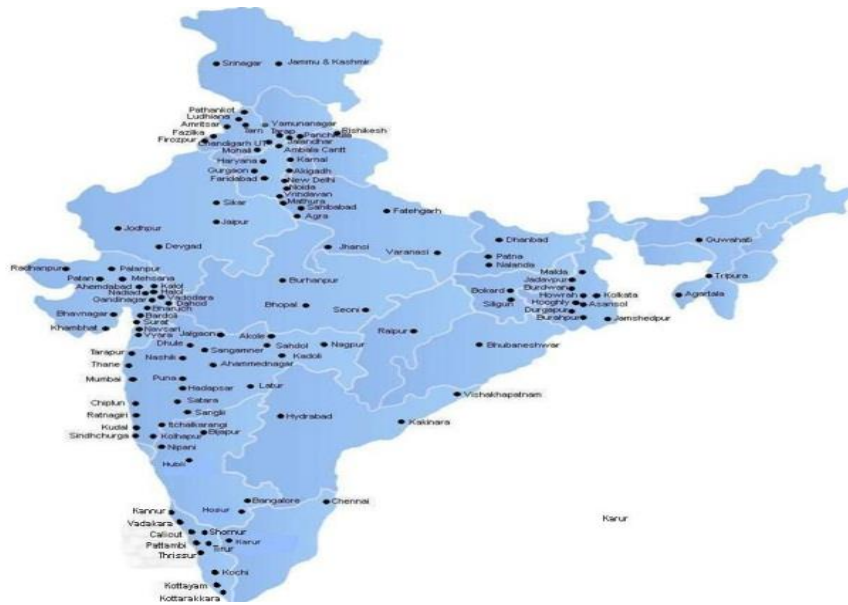 Srinagar
Jammu & Kashmir
Pathankot
Ludhiana
Amritsar
Tarn
Yamunanagar
Tarap
Panchkula
Rishikesh
Fazilka
Firozpur
Chandigarh UT
Jalandhar
Mohali
Ambala Cantt
Haryana
Karnal
Gurgaon
Aligadh
Faridabad
New Delhi
Noida
Vrindavan
Sikar
Mathura
Sahibabad
Fatehgarh
Jaipur
Agra
Jodhpur
Devgad
Jhansi
Varanasi
Dhanbad
Guwahati
Patna
Nalanda
Radhanpur
Palanpur
Malda
Tripura
Patan
Mehsana
Burhanpur
Jadavpur
Ahemdabad
Kalol
Halol
Nadiad
Burdwan
Bokard
Howrah
Kolkata
Agartala
Gandinagar
Vadodara
Dahod
Bhopal
Seoni
Siliguri
Hooghly
Asansol
Bharuch
Durgapur
Bhavnagar
Bardoli
Burahpur
Jamshedpur
Surat
Khambhat
Navsari
Vyara
Jalgaon
Akole
Raipur
Dhule
Sahdol
Nagpur
Bhubaneshwar
Tarapur
Sangamner
Kadoli
Nashik
Thane
Ahammednagar
Mumbai
Puna
Hadapsar
Latur
Vishakhapatnam
Chiplun
Satara
Ratnagiri
Sangli
Hydrabad
Kakinara
Kudal
Itchalkarangi
Bijapur
Sindhchurga
Kolhapur
Nipani
Hubli
Bangalore
Chennai
Kannur
Hosur
Karur
Vadakara
Calicut
Shornur
Pattambi
Tirur
Karur
Thrissur
Kochi
Kottayam
Kottarakkara